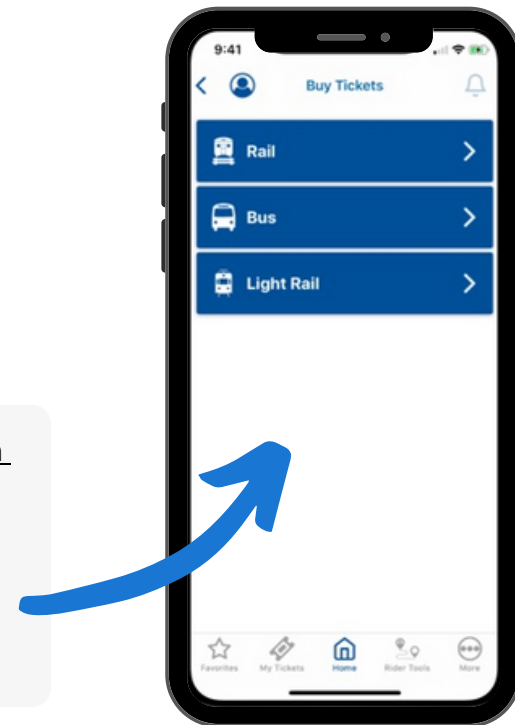 9:41
Buy Tickets
Rail
Bus
Light Rail
Favorites
My Tickets
Home
Rider Tools
More